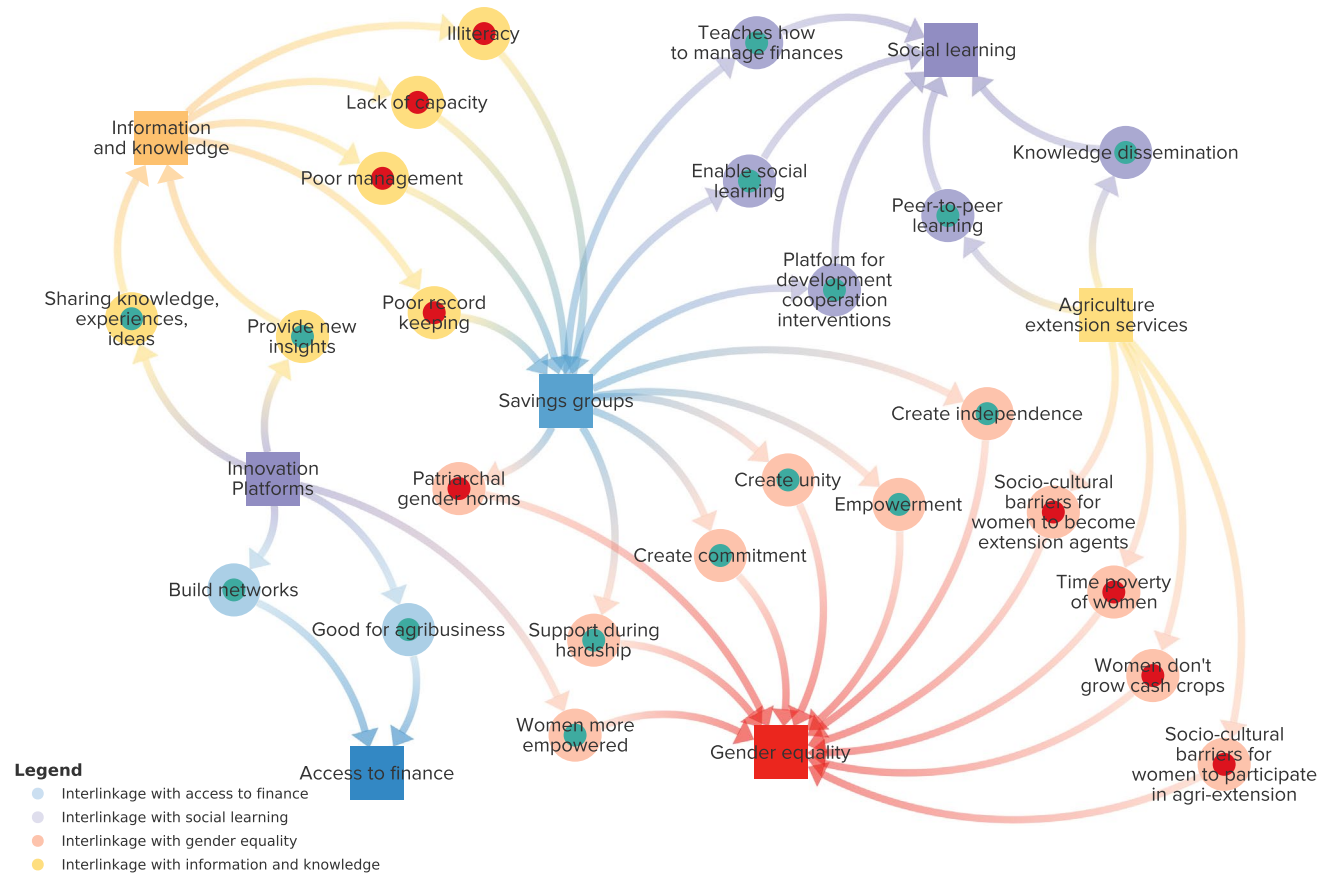 Illiteracy
Teaches how
to manage finances
Social learning
Lack of capacity
Information
and knowledge
Knowledge dissemination
Poor management
Enable social
learning
Peer-to-peer
learning
Platform for
development
cooperation
interventions
Sharing knowledge,
experiences,
ideas
Provide new
insights
Poor record
keeping
Agriculture
extension services
Savings groups
Create independence
Innovation
Platforms
Patriarchal
gender norms
Create unity
Empowerment
Socio-cultural
barriers for
women to become
extension agents
Create commitment
Build networks
Time poverty
of women
Good for agribusiness
Support during
hardship
Women don't
grow cash crops
Women more
empowered
Gender equality
Socio-cultural
barriers for
women to participate
in agri-extension
Access to finance
Legend
Interlinkage with access to finance
Interlinkage with social learning
Interlinkage with gender equality
Interlinkage with information and knowledge